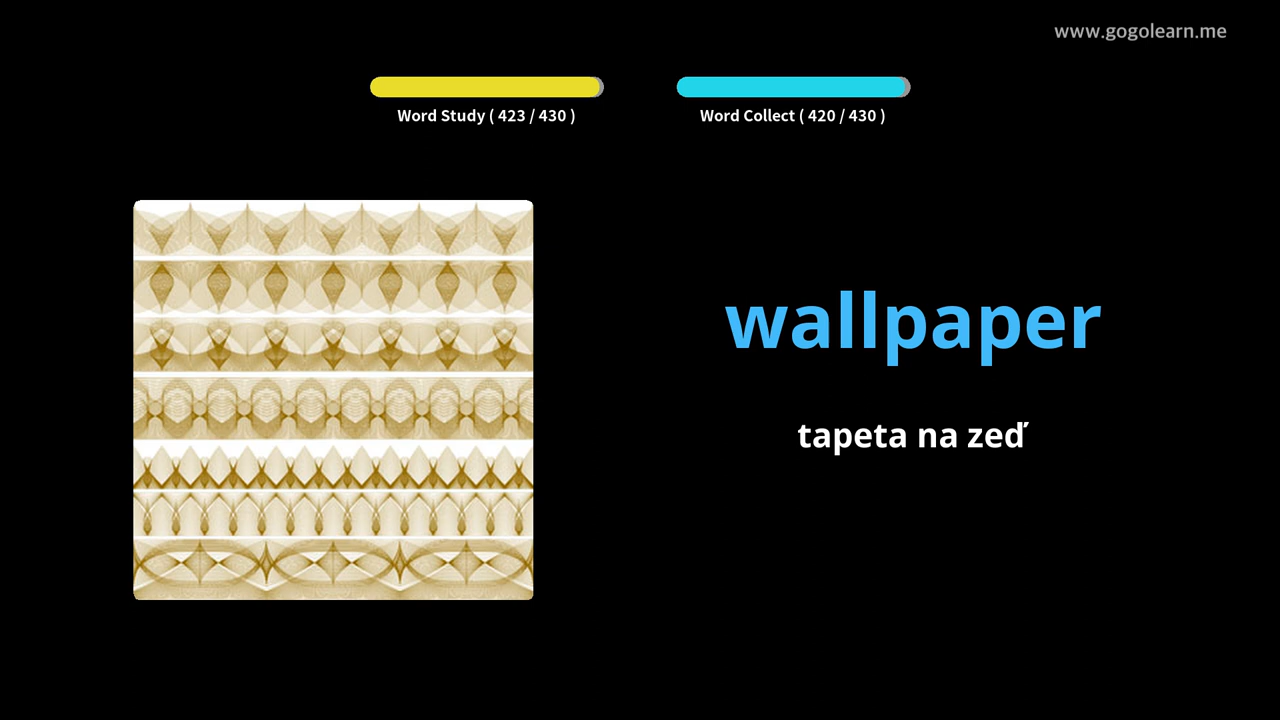 www.gogolearn.me
Word Study ( 423 / 430 )
Word Collect ( 420 / 430 )
wallpaper
tapeta na zeď